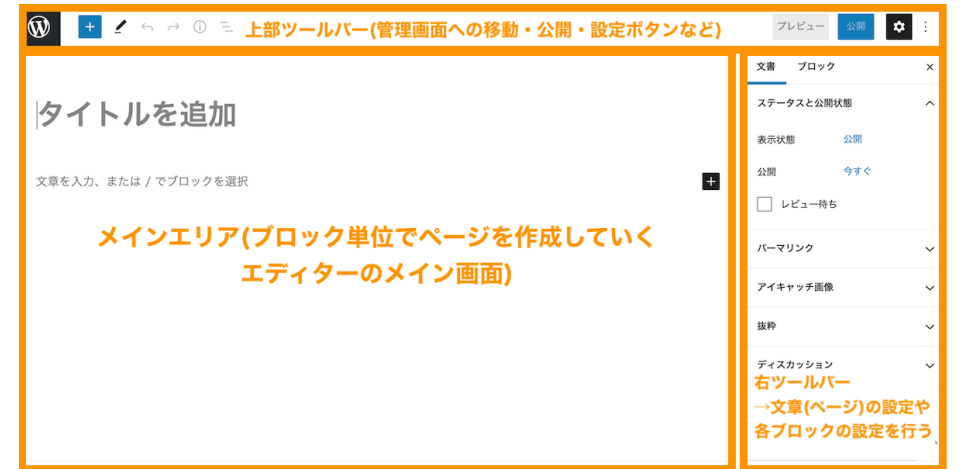 上部ツールバー(管理画面への移動・公開・設定ボタンなど)
プレビュー
公開
タイトルを追加
文章を入力、または / でブロックを選択
メインエリア(ブロック単位でページを作成していく
エディターのメイン画面)
文書 ブロック
ステータスと公開状態
表示状態 公開
公開 今すぐ
レビュー待ち
パーマリンク
アイキャッチ画像
抜粋
ディスカッション
右ツールバー
→文章(ページ)の設定や
各ブロックの設定を行う